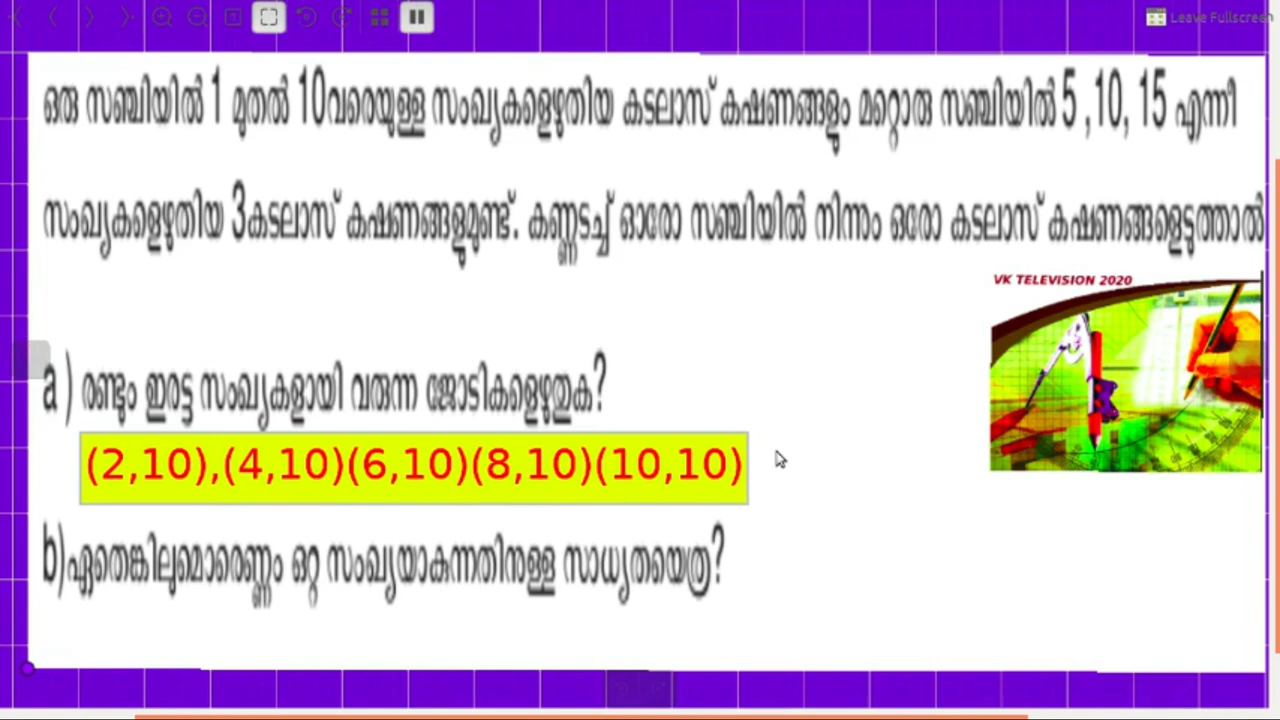 Leave Fullscreen
ഒരു സഞ്ചിയിൽ 1 മുതൽ 10വരെയുള്ള സംഖ്യകളെഴുതിയ കടലാസ് കഷണങ്ങളും മറ്റൊരു സഞ്ചിയിൽ 5 ,10, 15 എന്നീ
സംഖ്യകളെഴുതിയ 3കടലാസ് കഷണങ്ങളുമുണ്ട്. കണ്ണടച്ച് ഓരോ സഞ്ചിയിൽ നിന്നും ഒരോ കടലാസ് കഷണങ്ങളെടുത്താൽ
VK TELEVISION 2020
a ) രണ്ടും ഇരട്ട സംഖ്യകളായി വരുന്ന ജോടികളെഴുതുക?
(2,10),(4,10)(6,10)(8,10)(10,10)
b)ഏതെങ്കിലുമൊരെണ്ണം ഒറ്റ സംഖ്യയാകുന്നതിനുള്ള സാധ്യതയെത്ര?